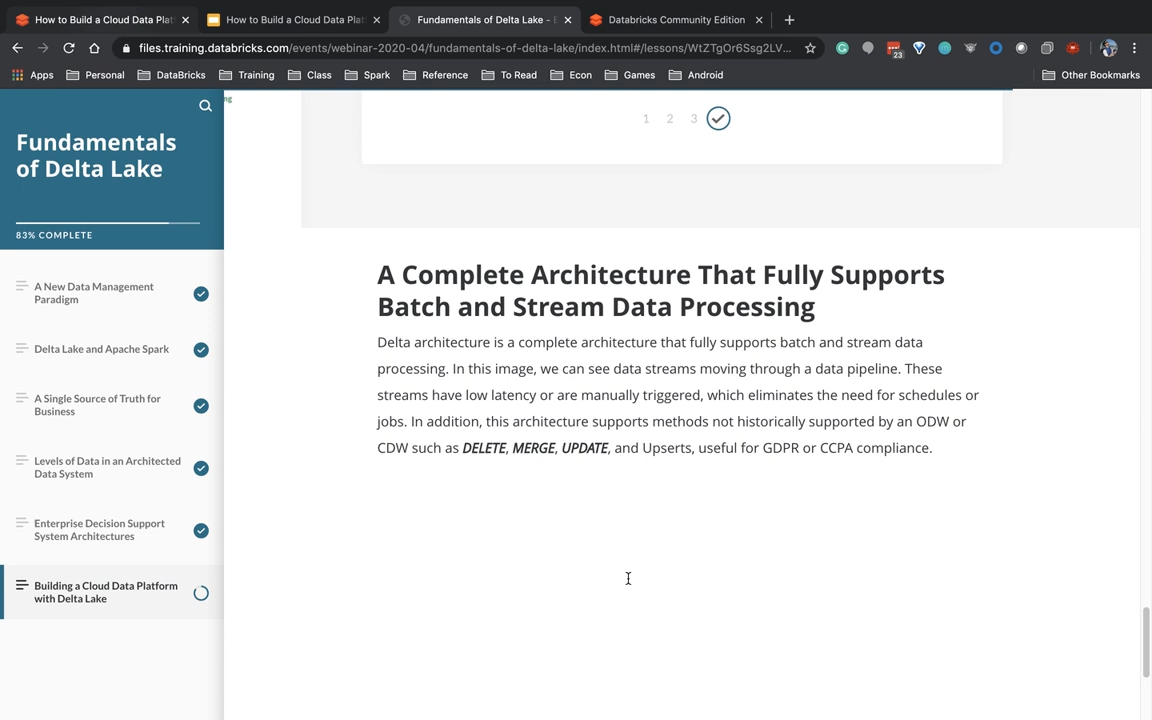 How to Build a Cloud Data Plat
How to Build a Cloud Data Plat
Fundamentals of Delta Lake -
Databricks Community Edition
files.training.databricks.com/events/webinar-2020-04/fundamentals-of-delta-lake/index.html#/lessons/WtZTgOr6Ssg2LV...
23
Apps
Personal
DataBricks
Training
Class
Spark
Reference
To Read
Econ
Games
Android
Other Bookmarks
ng
Fundamentals
of Delta Lake
83% COMPLETE
A New Data Management
Paradigm
Delta Lake and Apache Spark
A Single Source of Truth for
Business
Levels of Data in an Architected
Data System
Enterprise Decision Support
System Architectures
Building a Cloud Data Platform
with Delta Lake
1 2 3
A Complete Architecture That Fully Supports
Batch and Stream Data Processing
Delta architecture is a complete architecture that fully supports batch and stream data
processing. In this image, we can see data streams moving through a data pipeline. These
streams have low latency or are manually triggered, which eliminates the need for schedules or
jobs. In addition, this architecture supports methods not historically supported by an ODW or
CDW such as DELETE, MERGE, UPDATE, and Upserts, useful for GDPR or CCPA compliance.